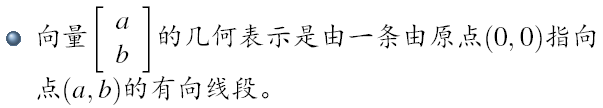 向量[ a b ]的几何表示是由一条由原点(0, 0)指向
点(a, b)的有向线段。